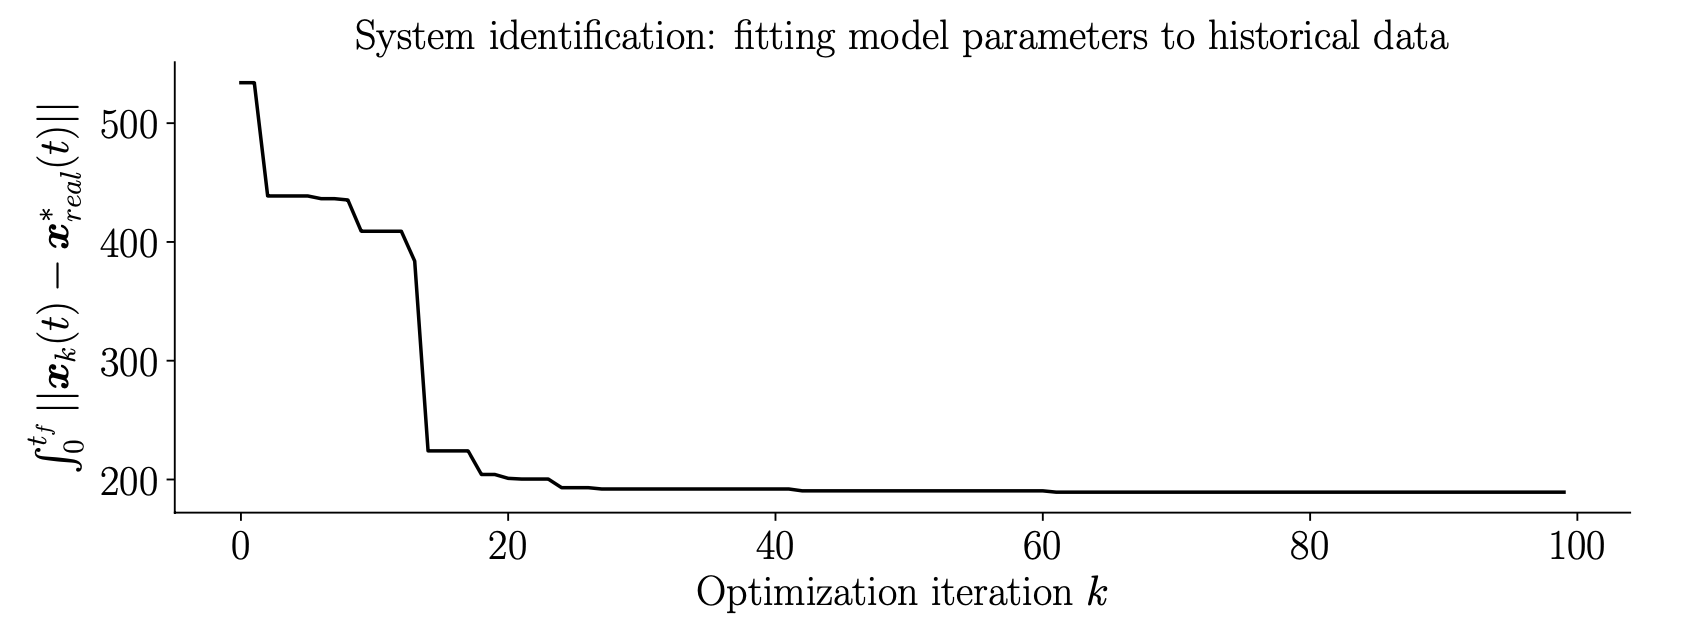 System identification: fitting model parameters to historical data
∫₀^{t_f} ||𝒙ₖ(t) − 𝒙*_{real}(t)||
500
400
300
200
0 20 40 60 80 100
Optimization iteration k